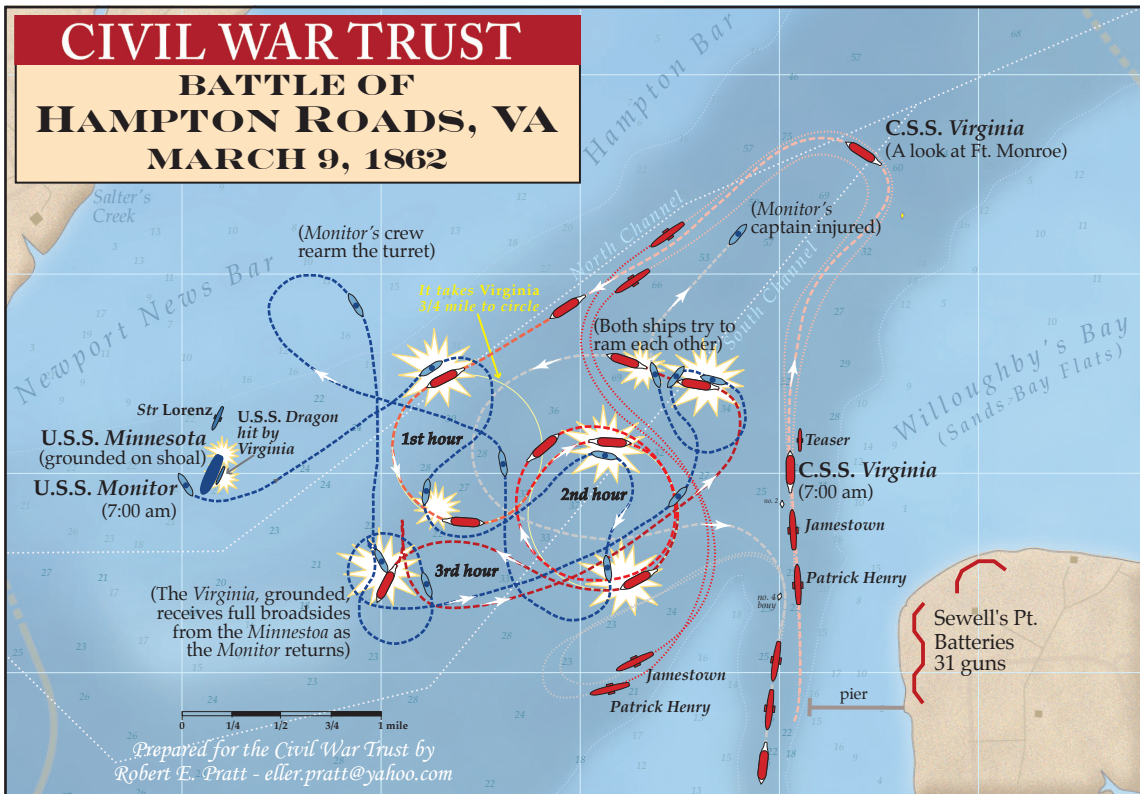 CIVIL WAR TRUST
BATTLE OF
HAMPTON ROADS, VA
MARCH 9, 1862
Hampton Bar
C.S.S. Virginia
(A look at Ft. Monroe)
Salter's
Creek
(Monitor's crew
rearm the turret)
(Monitor's
captain injured)
North Channel
South Channel
Newport News Bar
It takes Virginia
3/4 mile to circle
(Both ships try to
ram each other)
Willoughby's Bay
(Sands-Bay Flats)
Str Lorenz
U.S.S. Dragon
hit by
Virginia
U.S.S. Minnesota
(grounded on shoal)
U.S.S. Monitor
(7:00 am)
1st hour
2nd hour
3rd hour
Teaser
C.S.S. Virginia
(7:00 am)
no. 2
Jamestown
Patrick Henry
no. 4
bouy
(The Virginia, grounded,
receives full broadsides
from the Minnestoa as
the Monitor returns)
Sewell's Pt.
Batteries
31 guns
Jamestown
Patrick Henry
pier
0 1/4 1/2 3/4 1 mile
Prepared for the Civil War Trust by
Robert E. Pratt - eller.pratt@yahoo.com